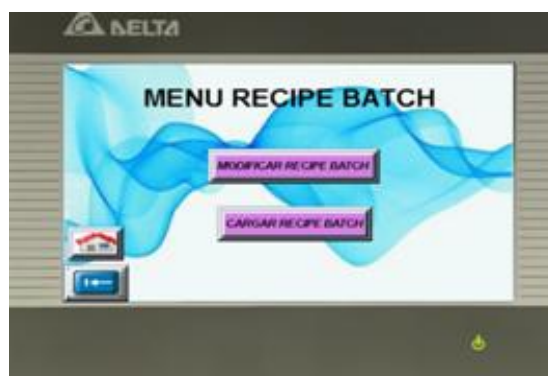 DELTA
MENU RECIPE BATCH
MODIFICAR RECIPE BATCH
CARGAR RECIPE BATCH